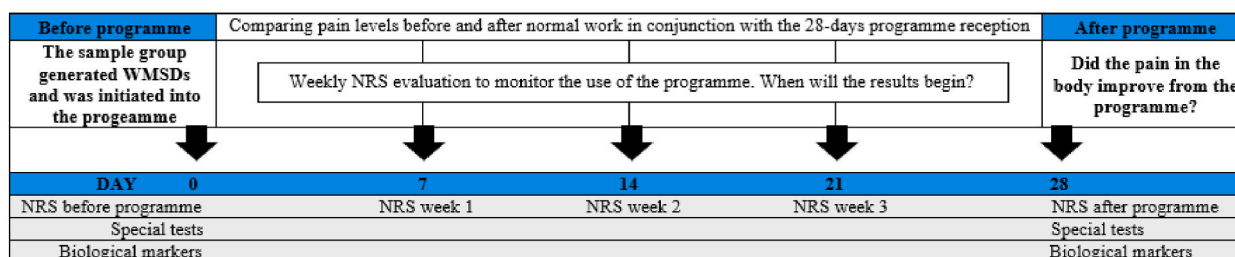 Before programme
Comparing pain levels before and after normal work in conjunction with the 28-days programme reception
After programme
The sample group
generated WMSDs
and was initiated into
the progeamme
Weekly NRS evaluation to monitor the use of the programme. When will the results begin?
Did the pain in the
body improve from the
programme?
DAY 0 7 14 21 28
NRS before programme NRS week 1 NRS week 2 NRS week 3 NRS after programme
Special tests Special tests
Biological markers Biological markers